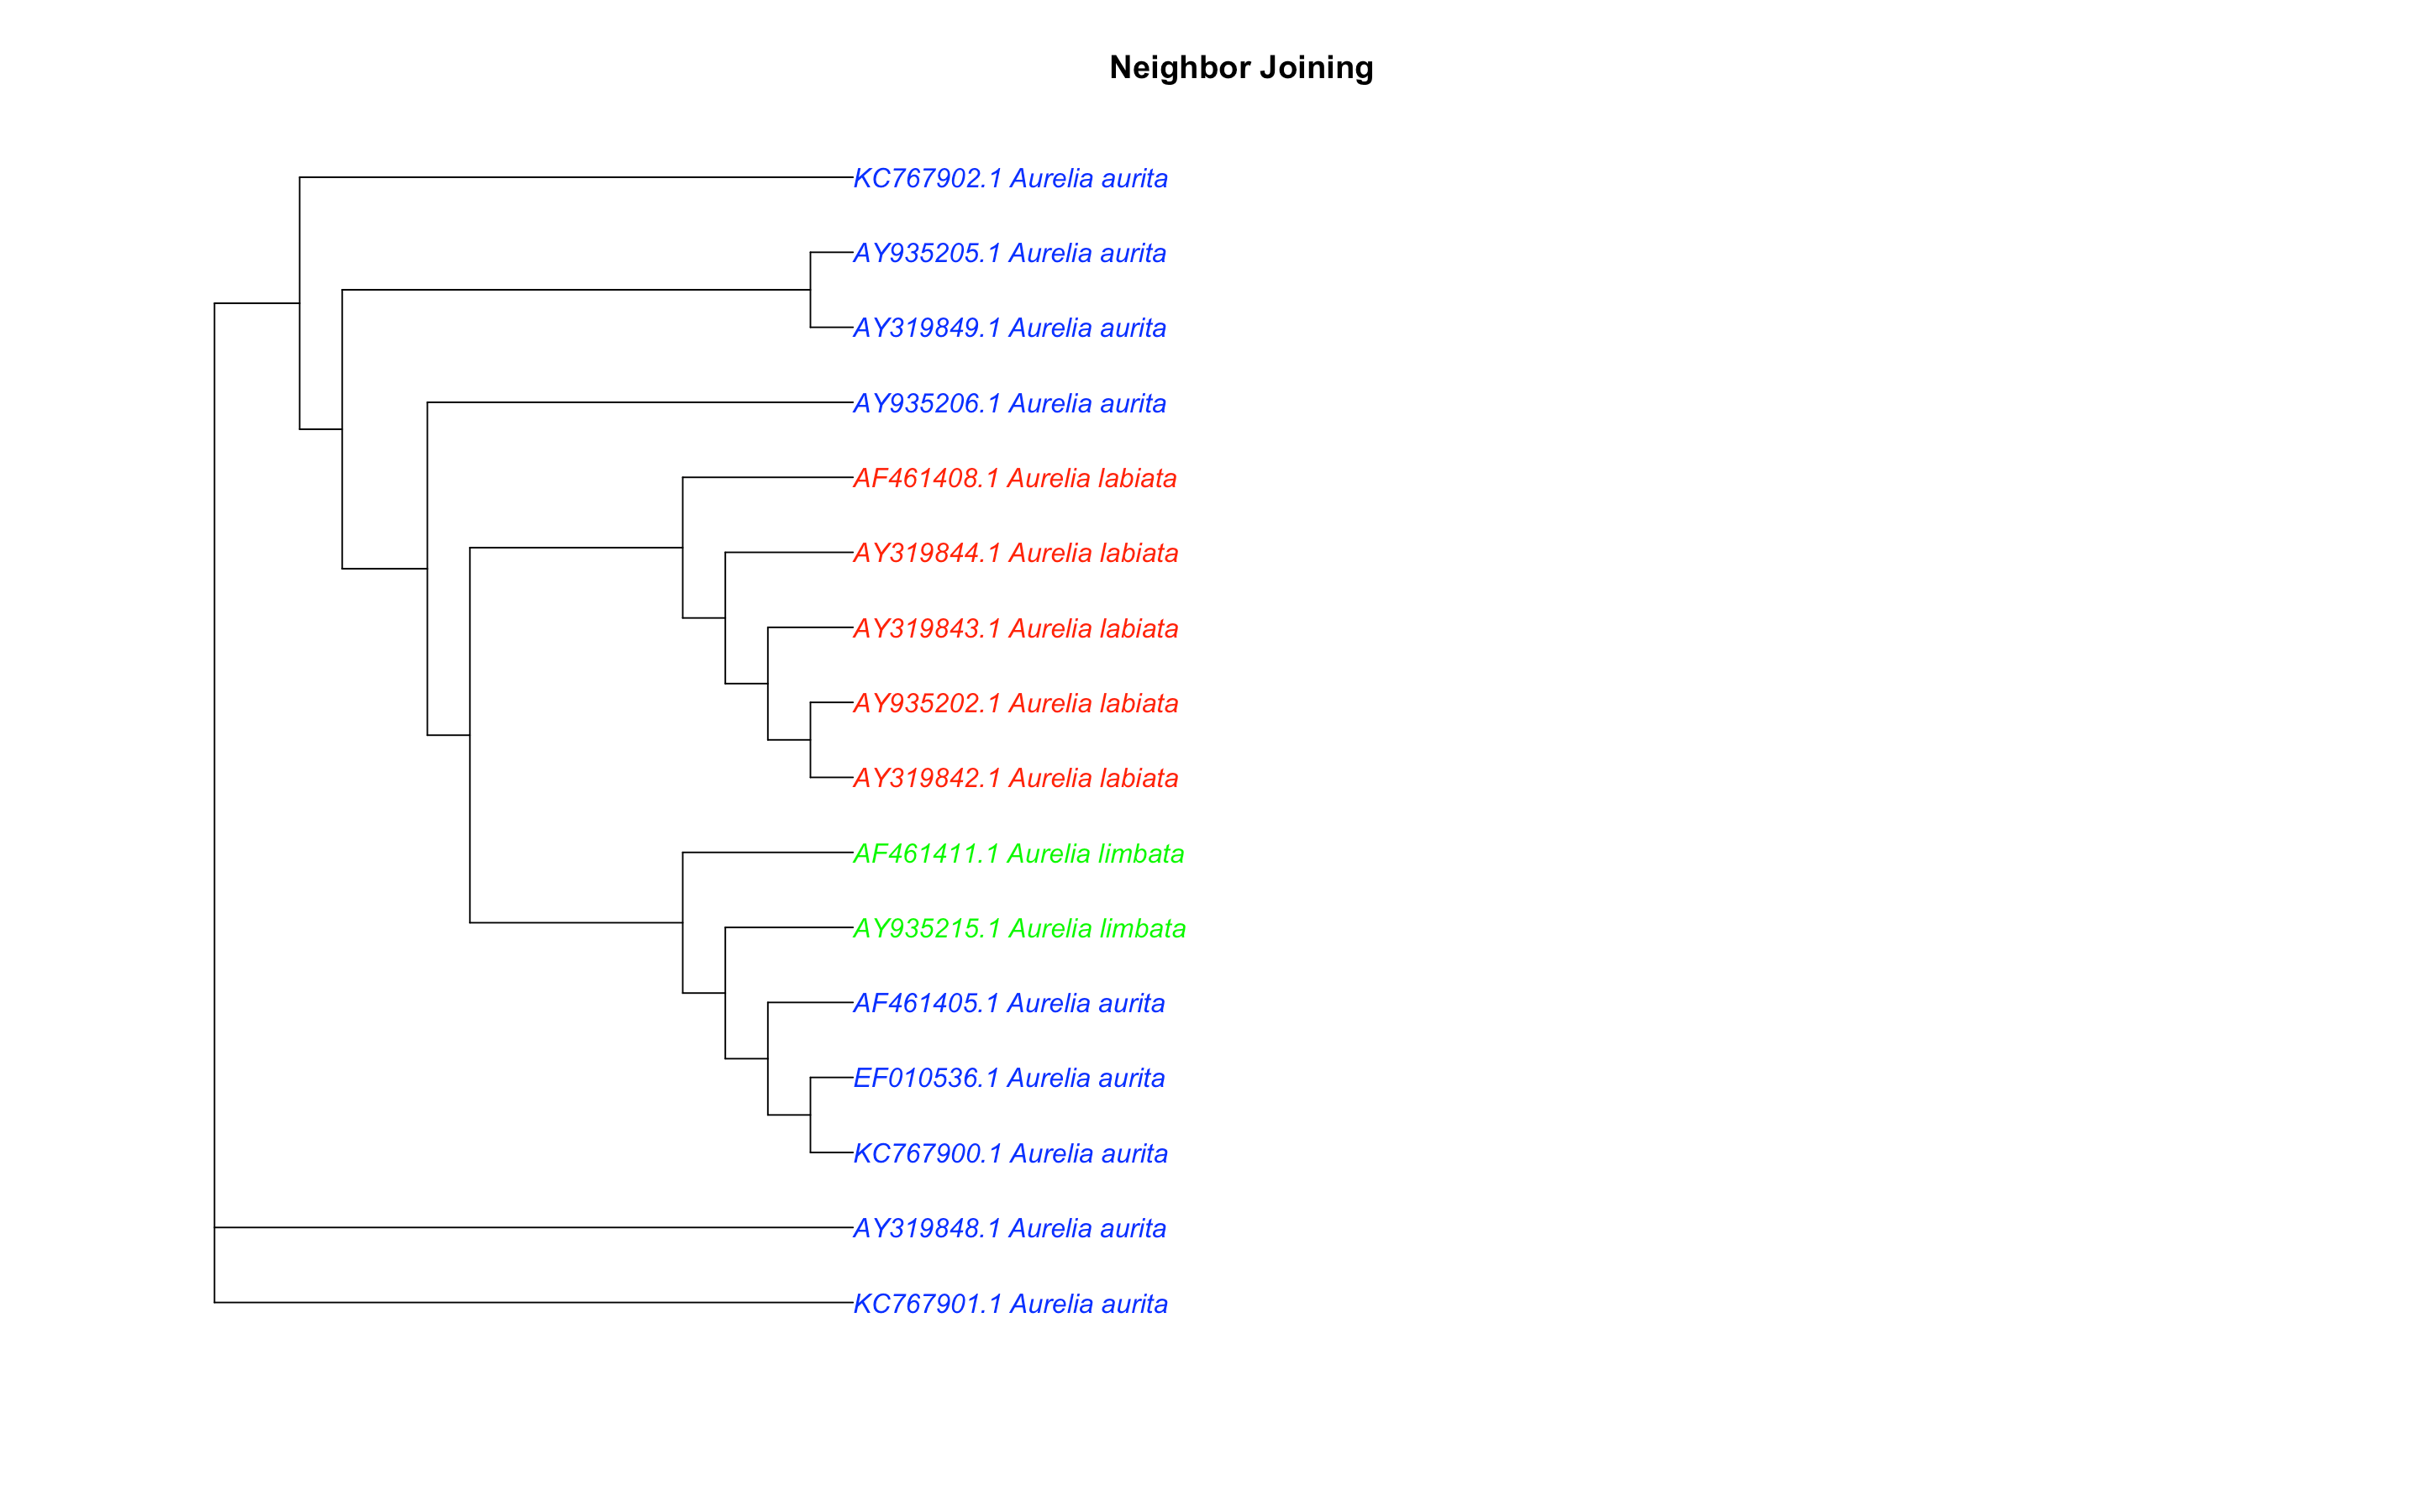 Neighbor Joining
KC767902.1 Aurelia aurita
AY935205.1 Aurelia aurita
AY319849.1 Aurelia aurita
AY935206.1 Aurelia aurita
AF461408.1 Aurelia labiata
AY319844.1 Aurelia labiata
AY319843.1 Aurelia labiata
AY935202.1 Aurelia labiata
AY319842.1 Aurelia labiata
AF461411.1 Aurelia limbata
AY935215.1 Aurelia limbata
AF461405.1 Aurelia aurita
EF010536.1 Aurelia aurita
KC767900.1 Aurelia aurita
AY319848.1 Aurelia aurita
KC767901.1 Aurelia aurita